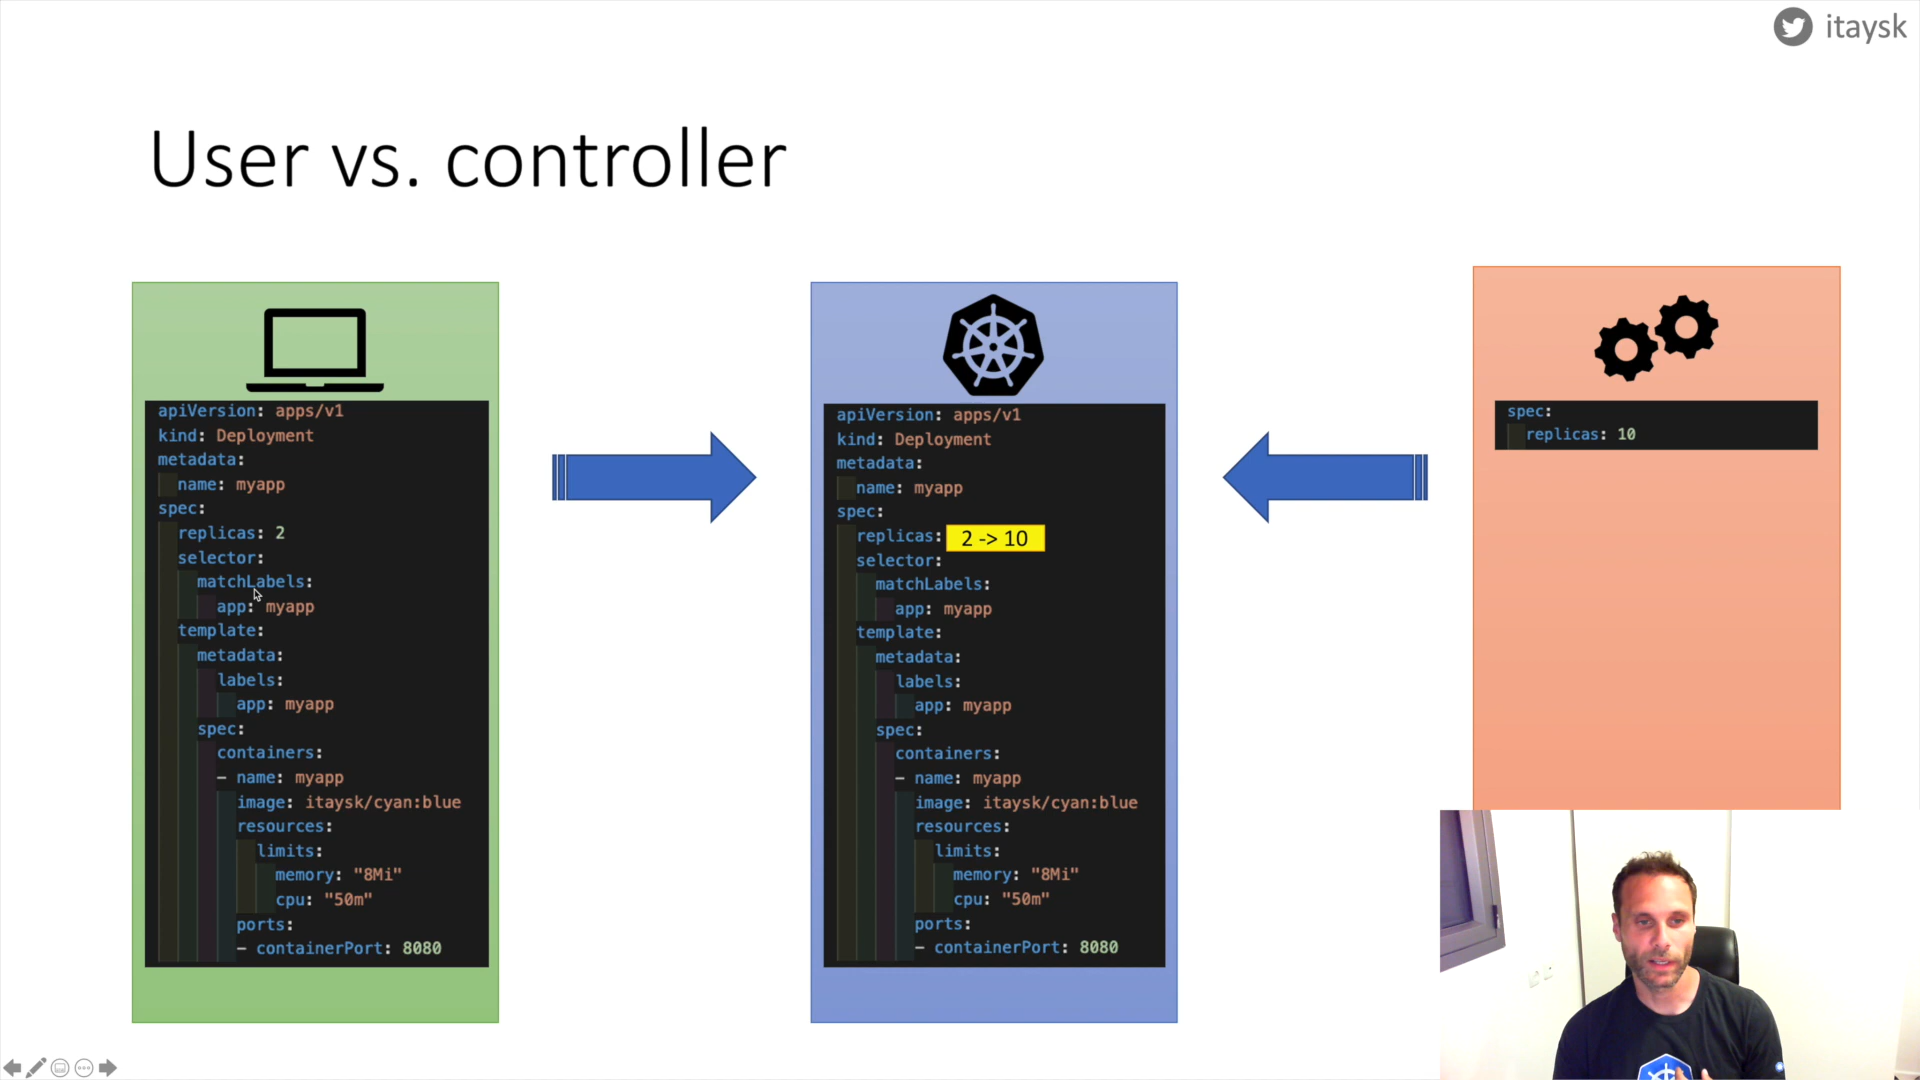 itaysk
User vs. controller
apiVersion: apps/v1
kind: Deployment
metadata:
name: myapp
spec:
replicas: 2
selector:
matchLabels:
app: myapp
template:
metadata:
labels:
app: myapp
spec:
containers:
- name: myapp
image: itaysk/cyan:blue
resources:
limits:
memory: "8Mi"
cpu: "50m"
ports:
- containerPort: 8080
apiVersion: apps/v1
kind: Deployment
metadata:
name: myapp
spec:
replicas: 2 -> 10
selector:
matchLabels:
app: myapp
template:
metadata:
labels:
app: myapp
spec:
containers:
- name: myapp
image: itaysk/cyan:blue
resources:
limits:
memory: "8Mi"
cpu: "50m"
ports:
- containerPort: 8080
spec:
replicas: 10